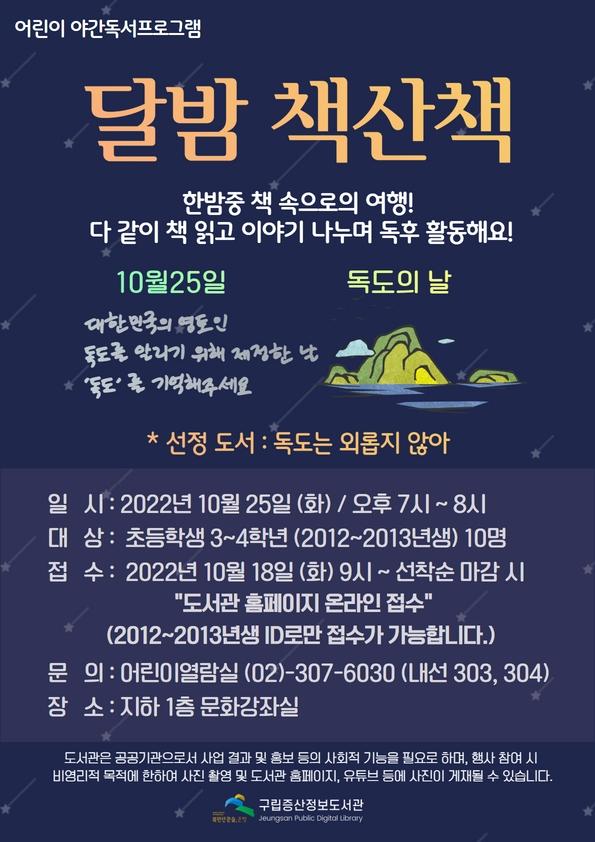 어린이 야간독서프로그램
달밤 책산책
한밤중 책 속으로의 여행!
다 같이 책 읽고 이야기 나누며 독후 활동해요!
10월25일 독도의 날
대한민국의 영토인
독도를 알리기 위해 제정한 날
'독도'를 기억해주세요
* 선정 도서 : 독도는 외롭지 않아
일 시 : 2022년 10월 25일 (화) / 오후 7시 ~ 8시
대 상 : 초등학생 3~4학년 (2012~2013년생) 10명
접 수 : 2022년 10월 18일 (화) 9시 ~ 선착순 마감 시
"도서관 홈페이지 온라인 접수"
(2012~2013년생 ID로만 접수가 가능합니다.)
문 의 : 어린이열람실 (02)-307-6030 (내선 303, 304)
장 소 : 지하 1층 문화강좌실
도서관은 공공기관으로서 사업 결과 및 홍보 등의 사회적 기능을 필요로 하며, 행사 참여 시
비영리적 목적에 한하여 사진 촬영 및 도서관 홈페이지, 유튜브 등에 사진이 게재될 수 있습니다.
구립증산정보도서관
Jeungsan Public Digital Library